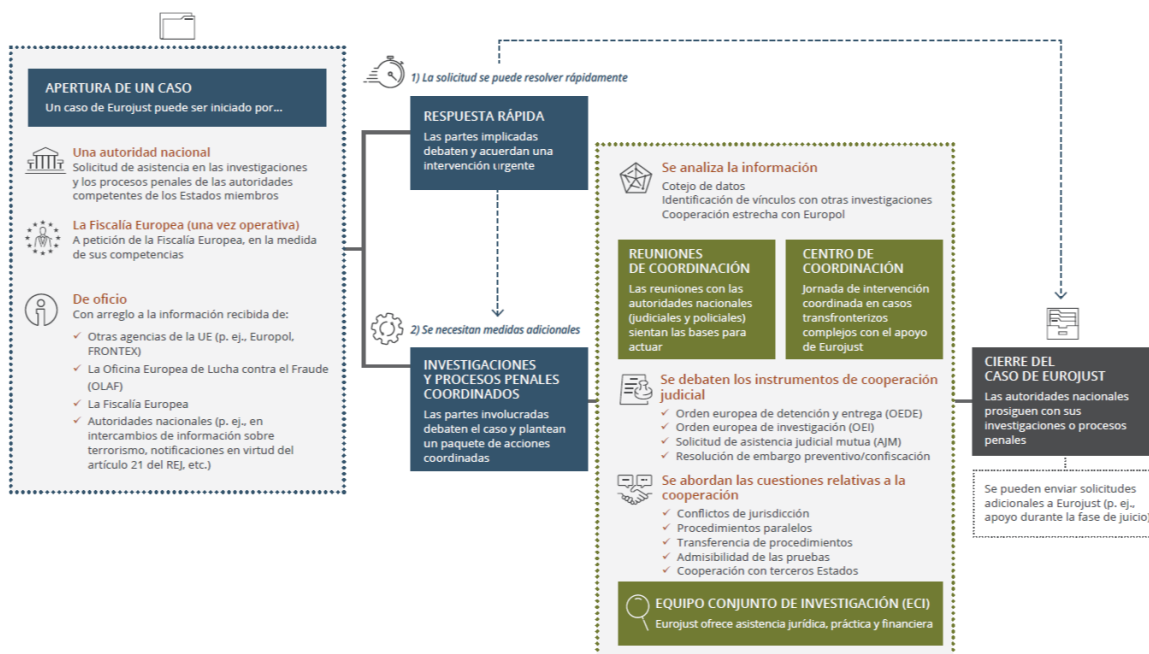 APERTURA DE UN CASO
Un caso de Eurojust puede ser iniciado por...
Una autoridad nacional
Solicitud de asistencia en las investigaciones
y los procesos penales de las autoridades
competentes de los Estados miembros
La Fiscalía Europea (una vez operativa)
A petición de la Fiscalía Europea, en la medida
de sus competencias
De oficio
Con arreglo a la información recibida de:
✓ Otras agencias de la UE (p. ej., Europol,
FRONTEX)
✓ La Oficina Europea de Lucha contra el Fraude
(OLAF)
✓ La Fiscalía Europea
✓ Autoridades nacionales (p. ej., en
intercambios de información sobre
terrorismo, notificaciones en virtud del
artículo 21 del REJ, etc.)
1) La solicitud se puede resolver rápidamente
RESPUESTA RÁPIDA
Las partes implicadas
debaten y acuerdan una
intervención urgente
2) Se necesitan medidas adicionales
INVESTIGACIONES
Y PROCESOS PENALES
COORDINADOS
Las partes involucradas
debaten el caso y plantean
un paquete de acciones
coordinadas
Se analiza la información
Cotejo de datos
Identificación de vínculos con otras investigaciones
Cooperación estrecha con Europol
REUNIONES
DE COORDINACIÓN
Las reuniones con las
autoridades nacionales
(judiciales y policiales)
sientan las bases para
actuar
CENTRO DE
COORDINACIÓN
Jornada de intervención
coordinada en casos
transfronterizos
complejos con el apoyo
de Eurojust
Se debaten los instrumentos de cooperación
judicial
✓ Orden europea de detención y entrega (OEDE)
✓ Orden europea de investigación (OEI)
✓ Solicitud de asistencia judicial mutua (AJM)
✓ Resolución de embargo preventivo/confiscación
Se abordan las cuestiones relativas a la
cooperación
✓ Conflictos de jurisdicción
✓ Procedimientos paralelos
✓ Transferencia de procedimientos
✓ Admisibilidad de las pruebas
✓ Cooperación con terceros Estados
EQUIPO CONJUNTO DE INVESTIGACIÓN (ECI)
Eurojust ofrece asistencia jurídica, práctica y financiera
CIERRE DEL
CASO DE EUROJUST
Las autoridades nacionales
prosiguen con sus
investigaciones o procesos
penales
Se pueden enviar solicitudes
adicionales a Eurojust (p. ej.,
apoyo durante la fase de juicio)